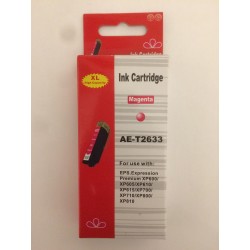 XL
Ink Cartridge
Magenta
AE-T2633
For use with:
EPS.Expression
Premium XP600/
XP605/XP610/
XP615/XP700/
XP710/XP800/
XP810